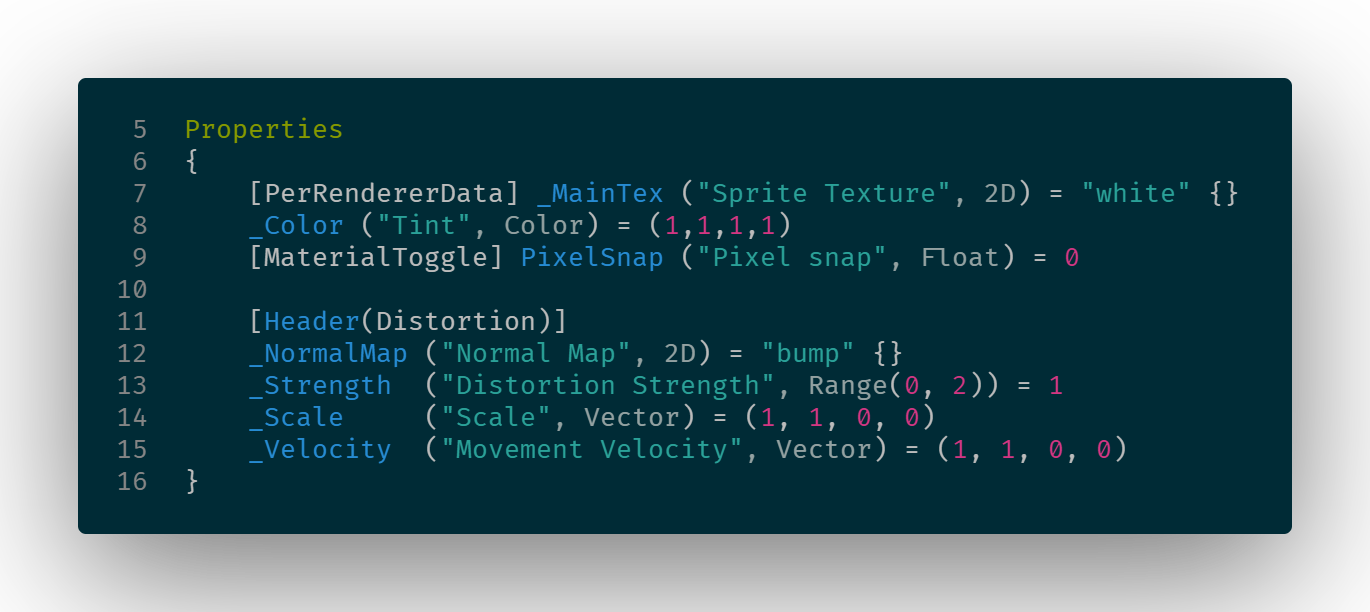 5 Properties
6 {
7     [PerRendererData] _MainTex ("Sprite Texture", 2D) = "white" {}
8     _Color ("Tint", Color) = (1,1,1,1)
9     [MaterialToggle] PixelSnap ("Pixel snap", Float) = 0
10
11     [Header(Distortion)]
12     _NormalMap ("Normal Map", 2D) = "bump" {}
13     _Strength  ("Distortion Strength", Range(0, 2)) = 1
14     _Scale     ("Scale", Vector) = (1, 1, 0, 0)
15     _Velocity  ("Movement Velocity", Vector) = (1, 1, 0, 0)
16 }